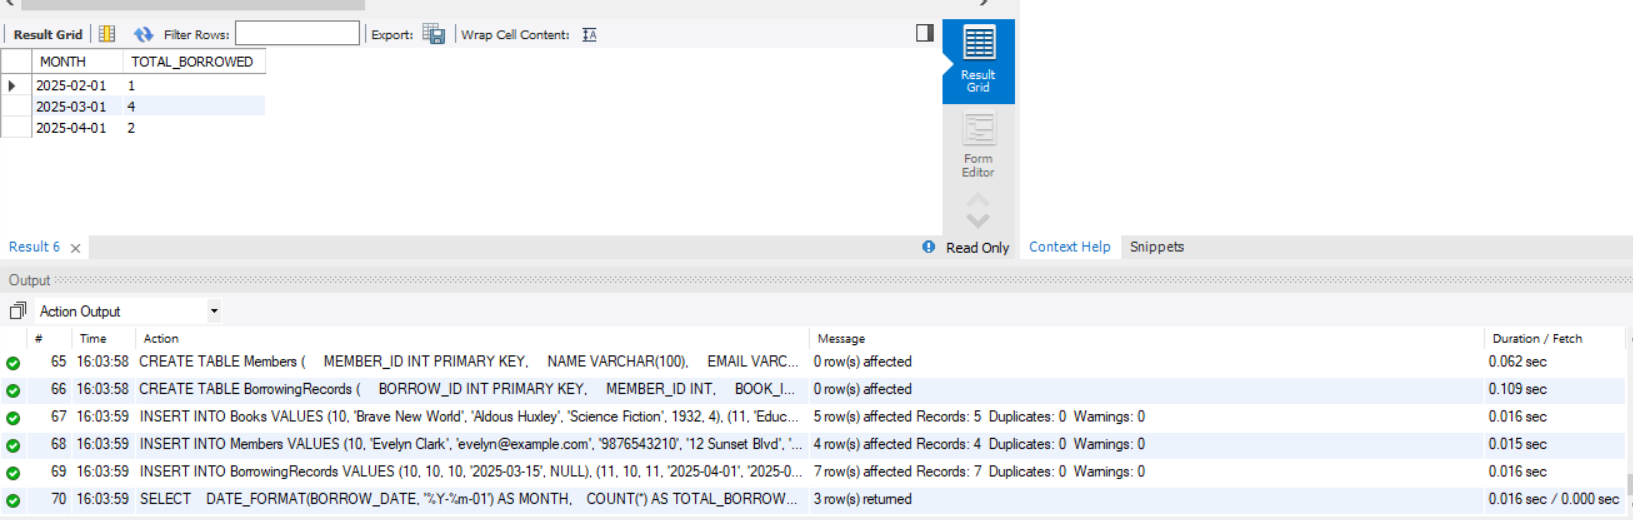 Result Grid Filter Rows: Export: Wrap Cell Content:
MONTH TOTAL_BORROWED
2025-02-01 1
2025-03-01 4
2025-04-01 2
Result
Grid
Form
Editor
Result 6 Read Only Context Help Snippets
Output
Action Output
# Time Action Message Duration / Fetch
65 16:03:58 CREATE TABLE Members ( MEMBER_ID INT PRIMARY KEY, NAME VARCHAR(100), EMAIL VARC... 0 row(s) affected 0.062 sec
66 16:03:58 CREATE TABLE BorrowingRecords ( BORROW_ID INT PRIMARY KEY, MEMBER_ID INT, BOOK_I... 0 row(s) affected 0.109 sec
67 16:03:59 INSERT INTO Books VALUES (10, 'Brave New World', 'Aldous Huxley', 'Science Fiction', 1932, 4), (11, 'Educ... 5 row(s) affected Records: 5 Duplicates: 0 Warnings: 0 0.016 sec
68 16:03:59 INSERT INTO Members VALUES (10, 'Evelyn Clark', 'evelyn@example.com', '9876543210', '12 Sunset Blvd', '... 4 row(s) affected Records: 4 Duplicates: 0 Warnings: 0 0.015 sec
69 16:03:59 INSERT INTO BorrowingRecords VALUES (10, 10, 10, '2025-03-15', NULL), (11, 10, 11, '2025-04-01', '2025-0... 7 row(s) affected Records: 7 Duplicates: 0 Warnings: 0 0.016 sec
70 16:03:59 SELECT DATE_FORMAT(BORROW_DATE, '%Y-%m-01') AS MONTH, COUNT(*) AS TOTAL_BORROW... 3 row(s) returned 0.016 sec / 0.000 sec